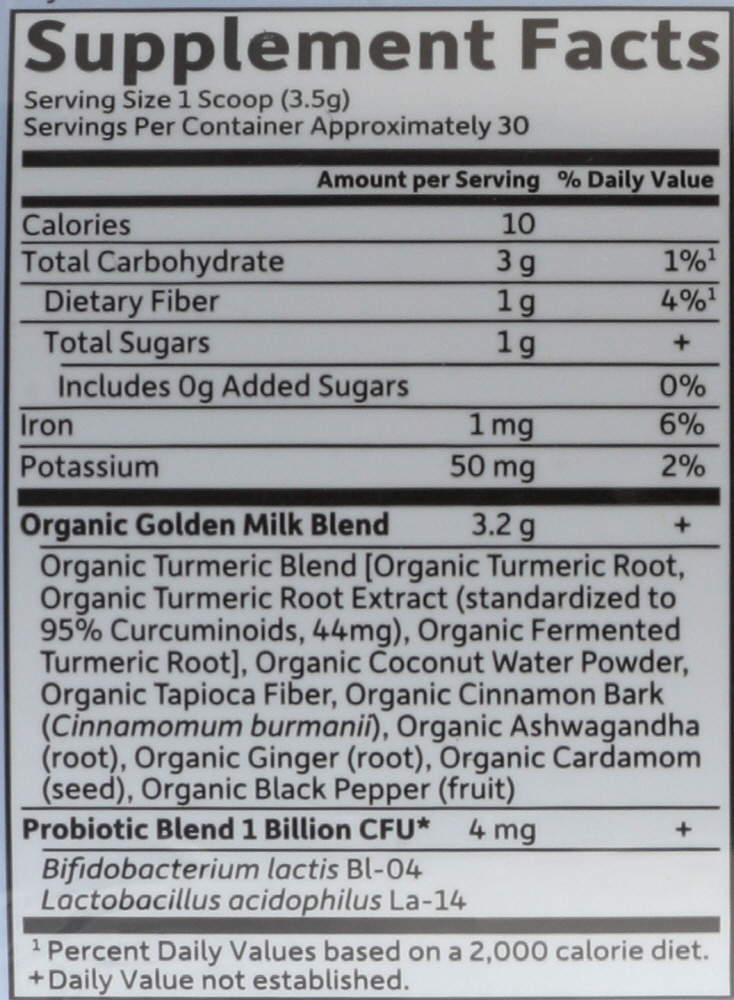 Supplement Facts
Serving Size 1 Scoop (3.5g)
Servings Per Container Approximately 30
Amount per Serving % Daily Value
Calories 10
Total Carbohydrate 3 g 1%¹
Dietary Fiber 1 g 4%¹
Total Sugars 1 g +
Includes 0g Added Sugars 0%
Iron 1 mg 6%
Potassium 50 mg 2%
Organic Golden Milk Blend 3.2 g +
Organic Turmeric Blend [Organic Turmeric Root,
Organic Turmeric Root Extract (standardized to
95% Curcuminoids, 44mg), Organic Fermented
Turmeric Root], Organic Coconut Water Powder,
Organic Tapioca Fiber, Organic Cinnamon Bark
(Cinnamomum burmanii), Organic Ashwagandha
(root), Organic Ginger (root), Organic Cardamom
(seed), Organic Black Pepper (fruit)
Probiotic Blend 1 Billion CFU* 4 mg +
Bifidobacterium lactis Bl-04
Lactobacillus acidophilus La-14
¹ Percent Daily Values based on a 2,000 calorie diet.
+ Daily Value not established.